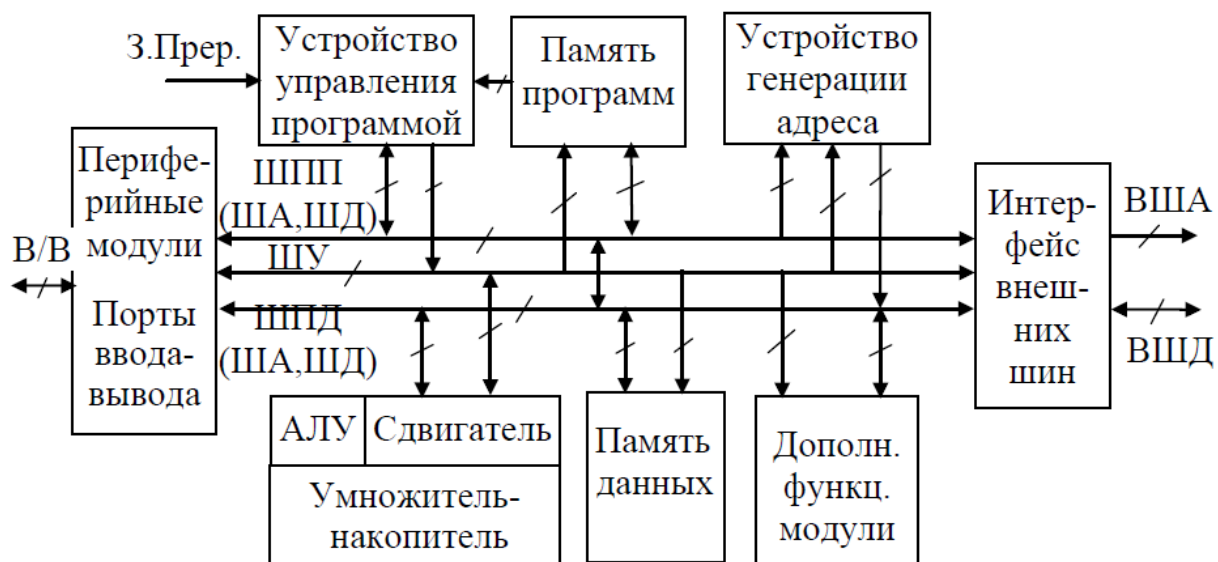 З.Прер.
Устройство
управления
программой
Память
программ
Устройство
генерации
адреса
Перифе-
рийные
модули
Порты
ввода-
вывода
В/В
ШПП
(ША,ШД)
ШУ
ШПД
(ША,ШД)
Интер-
фейс
внеш-
них
шин
ВША
ВШД
АЛУ
Сдвигатель
Умножитель-
накопитель
Память
данных
Дополн.
функц.
модули